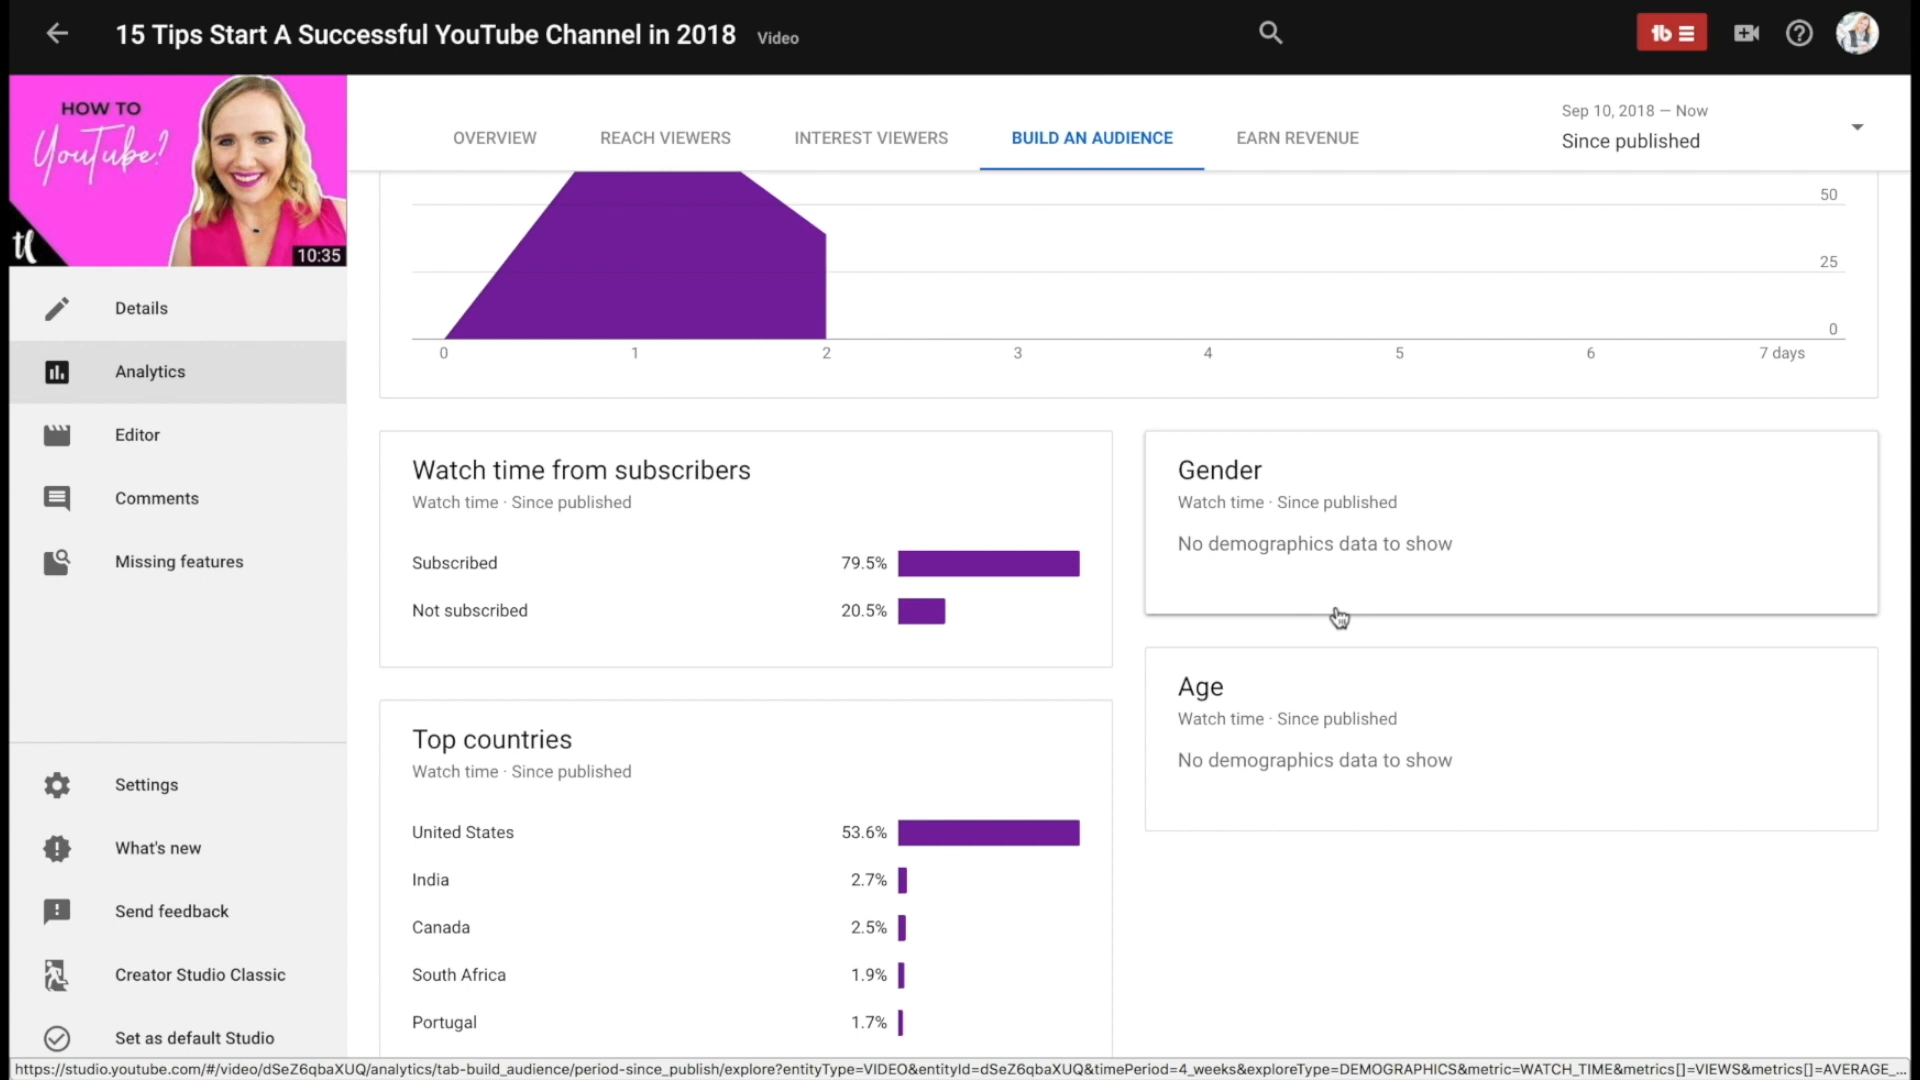 15 Tips Start A Successful YouTube Channel in 2018 Video
tb
HOW TO
YouTube?
tl
10:35
OVERVIEW REACH VIEWERS INTEREST VIEWERS BUILD AN AUDIENCE EARN REVENUE
Sep 10, 2018 – Now
Since published
Details
Analytics
Editor
Comments
Missing features
Settings
What's new
Send feedback
Creator Studio Classic
Set as default Studio
50
25
0
0 1 2 3 4 5 6 7 days
Watch time from subscribers
Watch time · Since published
Subscribed 79.5%
Not subscribed 20.5%
Gender
Watch time · Since published
No demographics data to show
Age
Watch time · Since published
No demographics data to show
Top countries
Watch time · Since published
United States 53.6%
India 2.7%
Canada 2.5%
South Africa 1.9%
Portugal 1.7%
https://studio.youtube.com/#/video/dSeZ6qbaXUQ/analytics/tab-build_audience/period-since_publish/explore?entityType=VIDEO&entityId=dSeZ6qbaXUQ&timePeriod=4_weeks&exploreType=DEMOGRAPHICS&metric=WATCH_TIME&metrics[]=VIEWS&metrics[]=AVERAGE_...